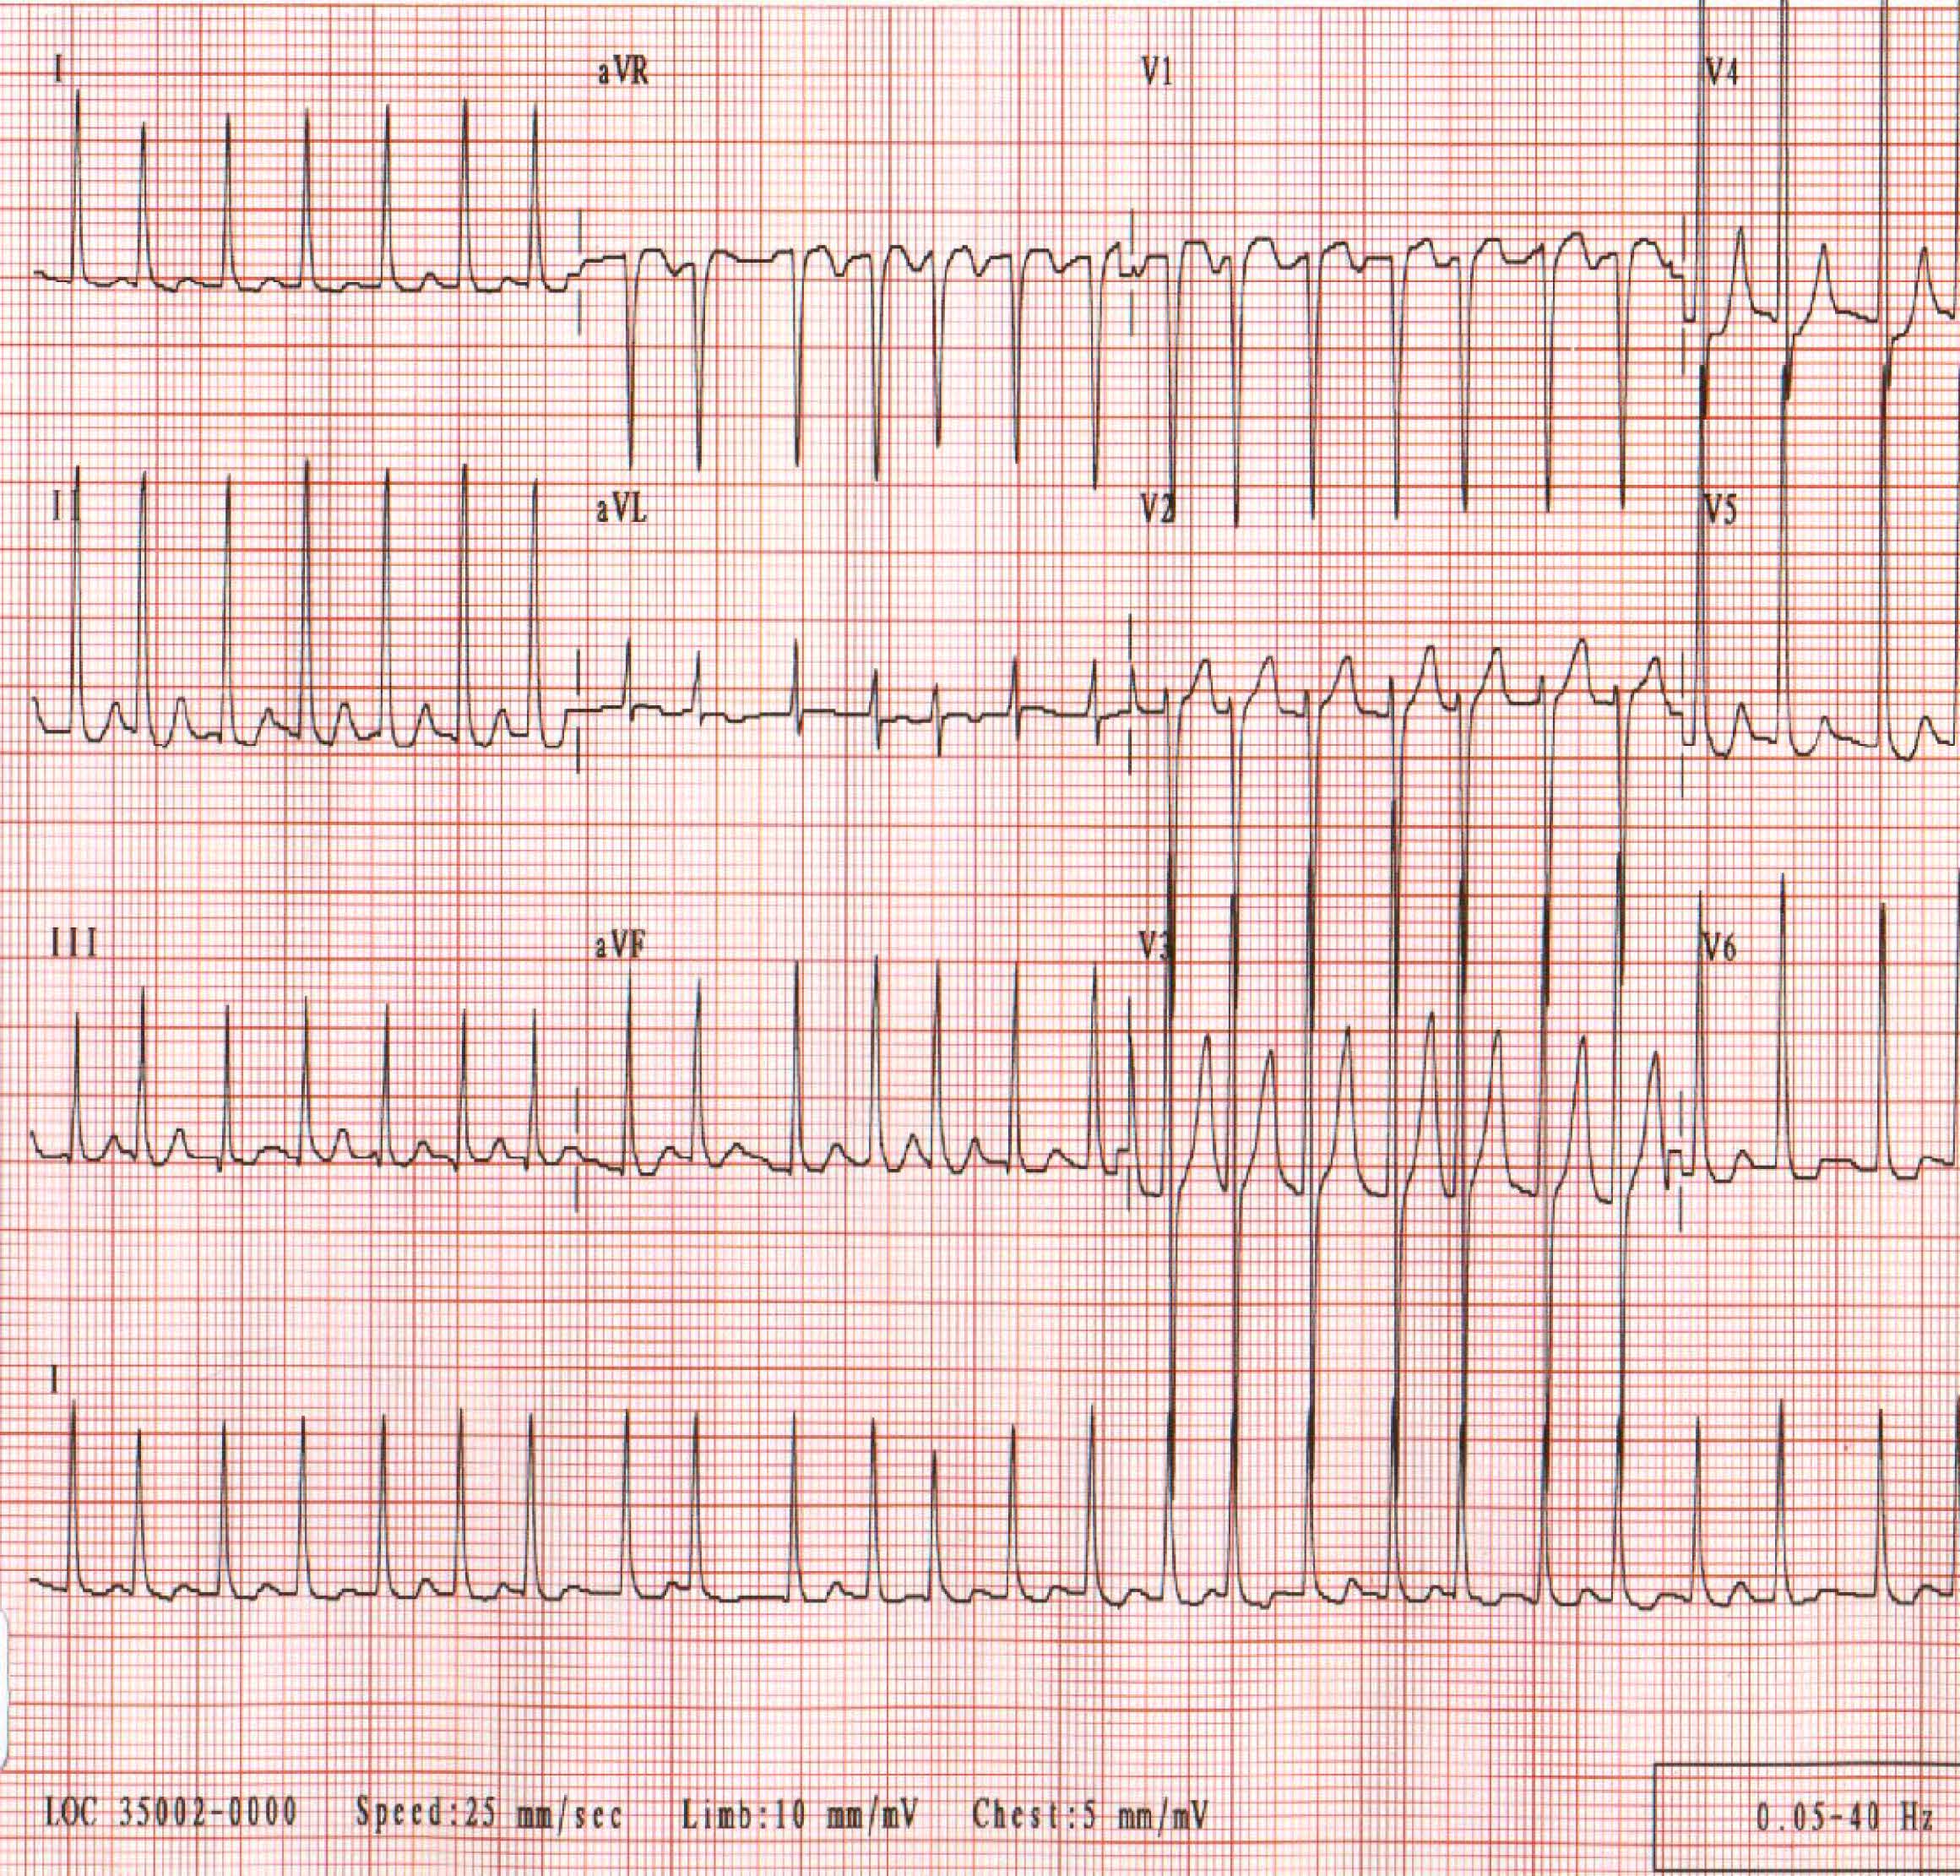 I aVR V1 V4
II aVL V2 V5
III aVF V3 V6
I
LOC 35002-0000 Speed:25 mm/sec Limb:10 mm/mV Chest:5 mm/mV
0.05-40 Hz